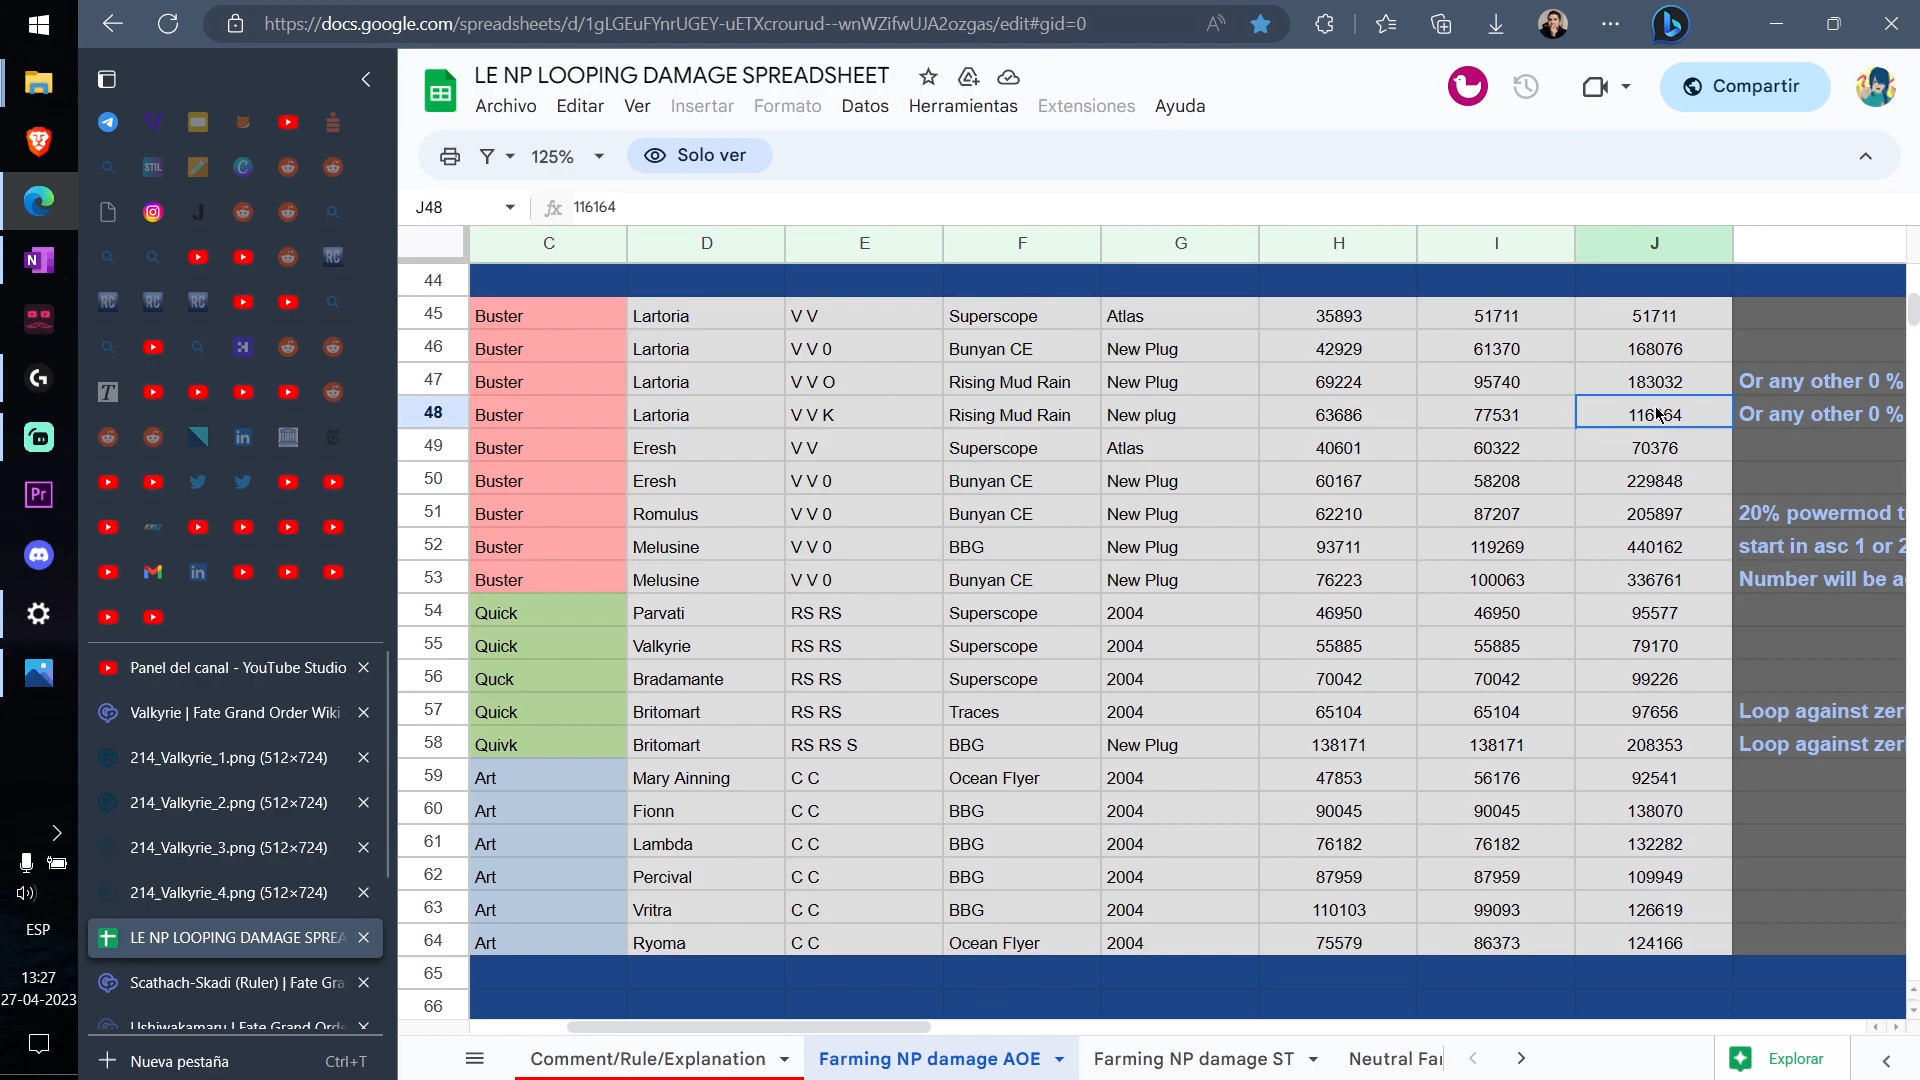 https://docs.google.com/spreadsheets/d/1gLGEuFYnrUGEY-uETXcrourud--wnWZifwUJA2ozgas/edit#gid=0
LE NP LOOPING DAMAGE SPREADSHEET
Archivo Editar Ver Insertar Formato Datos Herramientas Extensiones Ayuda
Compartir
125% Solo ver
J48 fx 116164
C D E F G H I J
44
45 Buster Lartoria V V Superscope Atlas 35893 51711 51711
46 Buster Lartoria V V 0 Bunyan CE New Plug 42929 61370 168076
47 Buster Lartoria V V O Rising Mud Rain New Plug 69224 95740 183032 Or any other 0 %
48 Buster Lartoria V V K Rising Mud Rain New plug 63686 77531 116164 Or any other 0 %
49 Buster Eresh V V Superscope Atlas 40601 60322 70376
50 Buster Eresh V V 0 Bunyan CE New Plug 60167 58208 229848
51 Buster Romulus V V 0 Bunyan CE New Plug 62210 87207 205897 20% powermod t
52 Buster Melusine V V 0 BBG New Plug 93711 119269 440162 start in asc 1 or 2
53 Buster Melusine V V 0 Bunyan CE New Plug 76223 100063 336761 Number will be a
54 Quick Parvati RS RS Superscope 2004 46950 46950 95577
55 Quick Valkyrie RS RS Superscope 2004 55885 55885 79170
56 Quck Bradamante RS RS Superscope 2004 70042 70042 99226
57 Quick Britomart RS RS Traces 2004 65104 65104 97656 Loop against zer
58 Quivk Britomart RS RS S BBG New Plug 138171 138171 208353 Loop against zer
59 Art Mary Ainning C C Ocean Flyer 2004 47853 56176 92541
60 Art Fionn C C BBG 2004 90045 90045 138070
61 Art Lambda C C BBG 2004 76182 76182 132282
62 Art Percival C C BBG 2004 87959 87959 109949
63 Art Vritra C C BBG 2004 110103 99093 126619
64 Art Ryoma C C Ocean Flyer 2004 75579 86373 124166
65
66
Comment/Rule/Explanation Farming NP damage AOE Farming NP damage ST Neutral Far
Explorar
STIL
RC
RC RC RC
T
Panel del canal - YouTube Studio
Valkyrie | Fate Grand Order Wiki
214_Valkyrie_1.png (512×724)
214_Valkyrie_2.png (512×724)
214_Valkyrie_3.png (512×724)
214_Valkyrie_4.png (512×724)
LE NP LOOPING DAMAGE SPREA
Scathach-Skadi (Ruler) | Fate Gra
Ushiwakamaru | Fate Grand Orde
Nueva pestaña Ctrl+T
N
Pr
ESP
13:27
27-04-2023